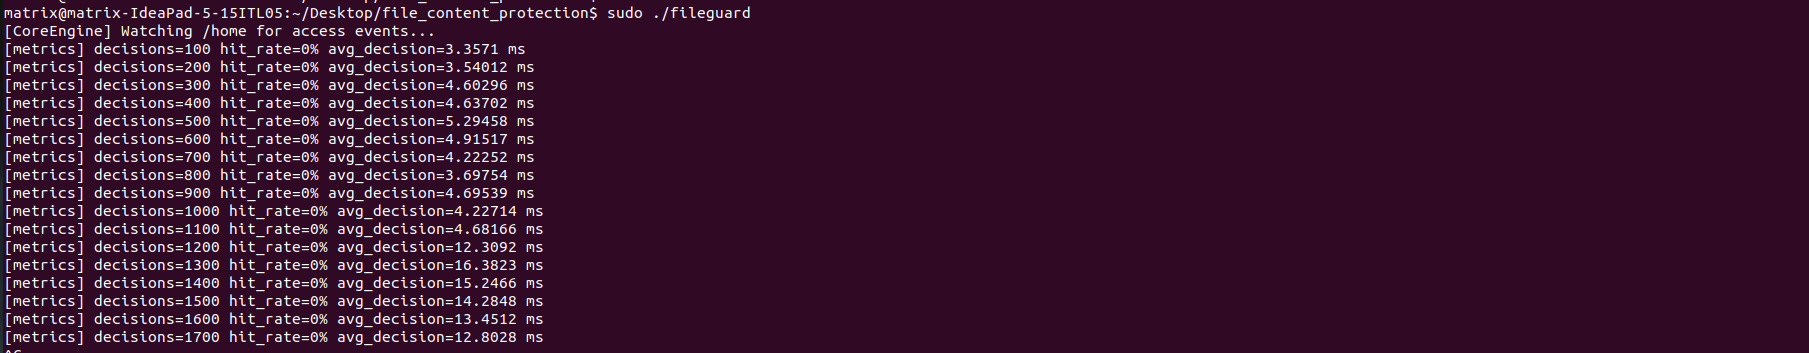 matrix@matrix-IdeaPad-5-15ITL05:~/Desktop/file_content_protection$ sudo ./fileguard
[CoreEngine] Watching /home for access events...
[metrics] decisions=100 hit_rate=0% avg_decision=3.3571 ms
[metrics] decisions=200 hit_rate=0% avg_decision=3.54012 ms
[metrics] decisions=300 hit_rate=0% avg_decision=4.60296 ms
[metrics] decisions=400 hit_rate=0% avg_decision=4.63702 ms
[metrics] decisions=500 hit_rate=0% avg_decision=5.29458 ms
[metrics] decisions=600 hit_rate=0% avg_decision=4.91517 ms
[metrics] decisions=700 hit_rate=0% avg_decision=4.22252 ms
[metrics] decisions=800 hit_rate=0% avg_decision=3.69754 ms
[metrics] decisions=900 hit_rate=0% avg_decision=4.69539 ms
[metrics] decisions=1000 hit_rate=0% avg_decision=4.22714 ms
[metrics] decisions=1100 hit_rate=0% avg_decision=4.68166 ms
[metrics] decisions=1200 hit_rate=0% avg_decision=12.3092 ms
[metrics] decisions=1300 hit_rate=0% avg_decision=16.3823 ms
[metrics] decisions=1400 hit_rate=0% avg_decision=15.2466 ms
[metrics] decisions=1500 hit_rate=0% avg_decision=14.2848 ms
[metrics] decisions=1600 hit_rate=0% avg_decision=13.4512 ms
[metrics] decisions=1700 hit_rate=0% avg_decision=12.8028 ms